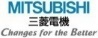 MITSUBISHI
三菱電機
Changes for the Better